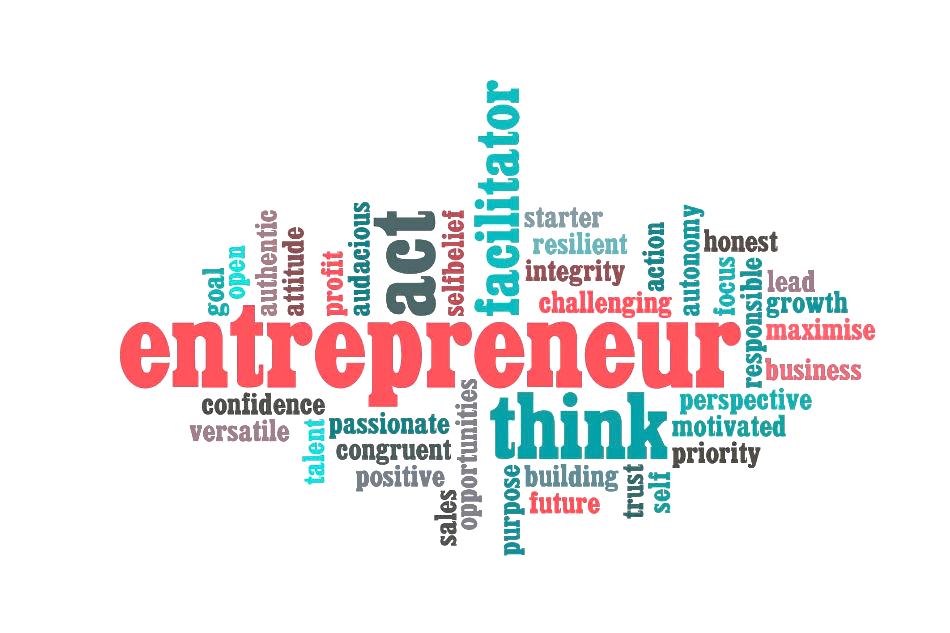 facilitator
act
goal
open
authentic
attitude
profit
audacious
selfbelief
starter
resilient
integrity
challenging
action
autonomy
honest
focus
responsible
lead
growth
maximise
business
entrepreneur
think
confidence
versatile
talent
passionate
congruent
positive
opportunities
sales
perspective
motivated
priority
building
future
purpose
trust
self